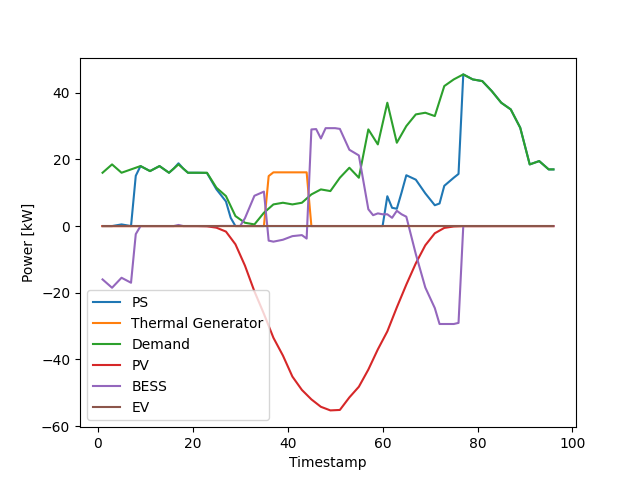 40
20
0
−20
−40
−60
Power [kW]
PS
Thermal Generator
Demand
PV
BESS
EV
0 20 40 60 80 100
Timestamp